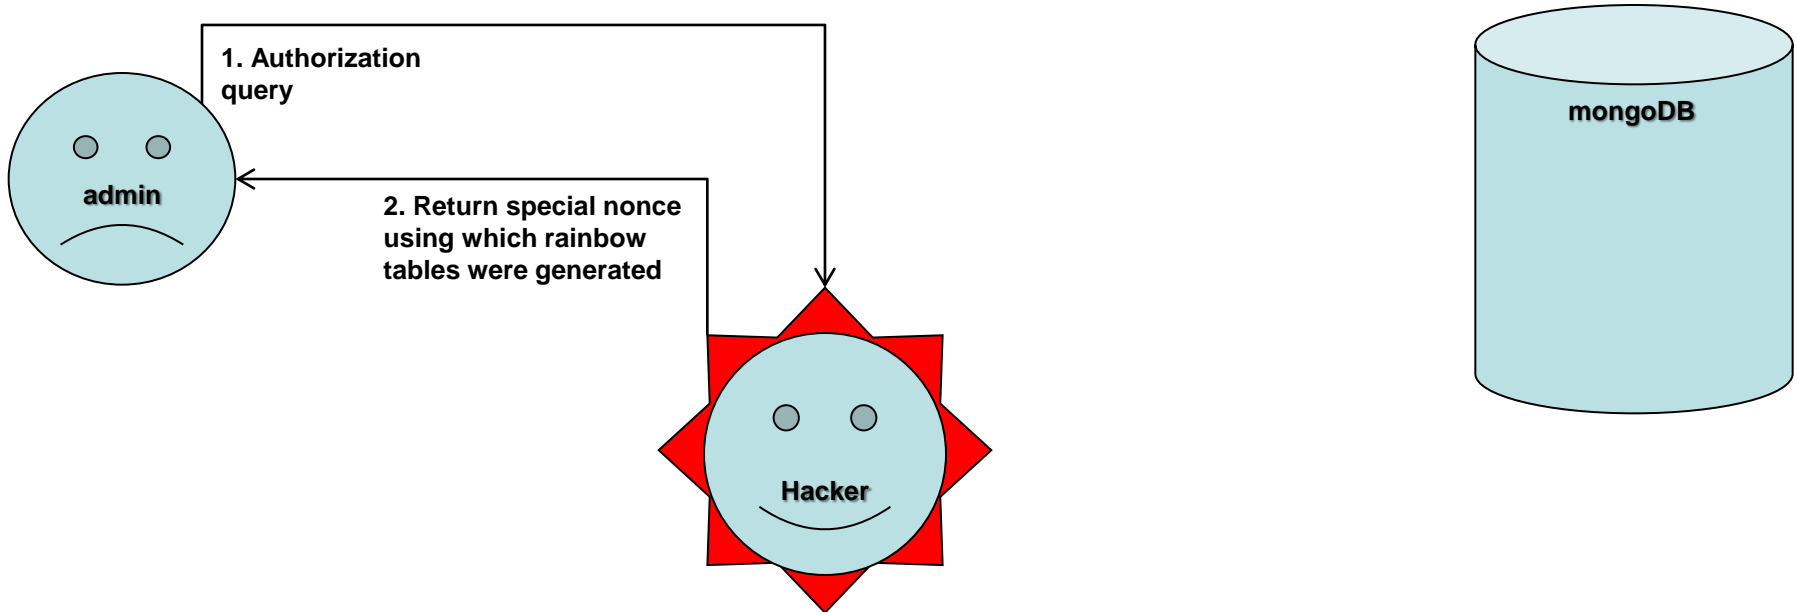 1. Authorization
query
mongoDB
admin
2. Return special nonce
using which rainbow
tables were generated
Hacker